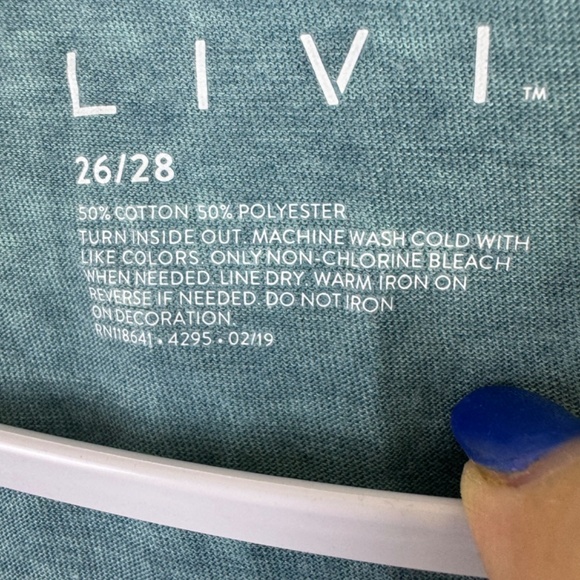 LIVI™
26/28
50% COTTON 50% POLYESTER
TURN INSIDE OUT. MACHINE WASH COLD WITH
LIKE COLORS. ONLY NON-CHLORINE BLEACH
WHEN NEEDED. LINE DRY. WARM IRON ON
REVERSE IF NEEDED. DO NOT IRON
ON DECORATION.
RN118641 • 4295 • 02/19